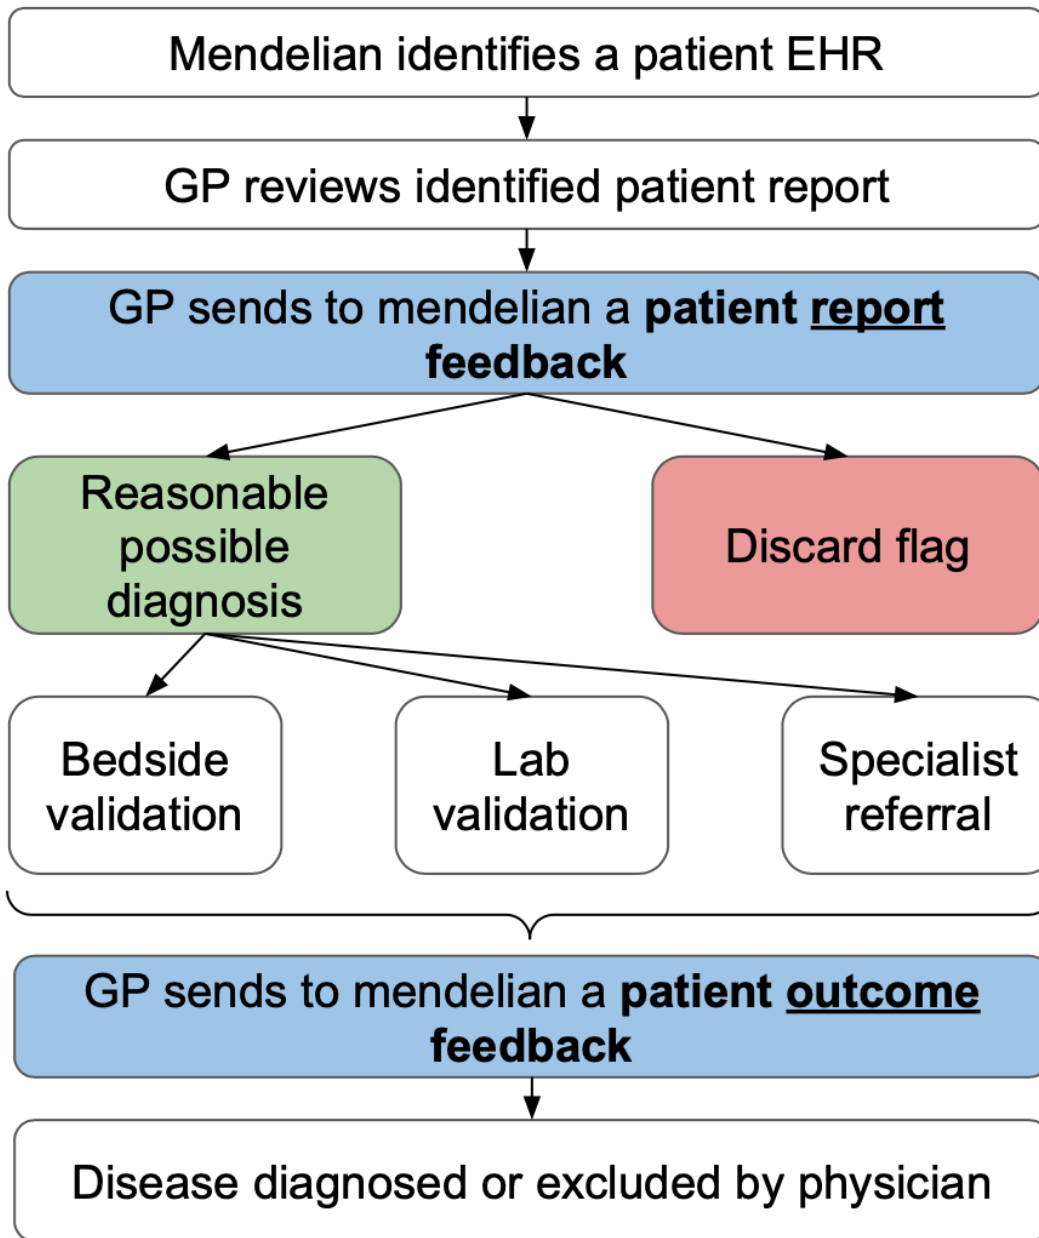 Mendelian identifies a patient EHR
GP reviews identified patient report
GP sends to mendelian a patient report
feedback
Reasonable
possible
diagnosis
Discard flag
Bedside
validation
Lab
validation
Specialist
referral
GP sends to mendelian a patient outcome
feedback
Disease diagnosed or excluded by physician